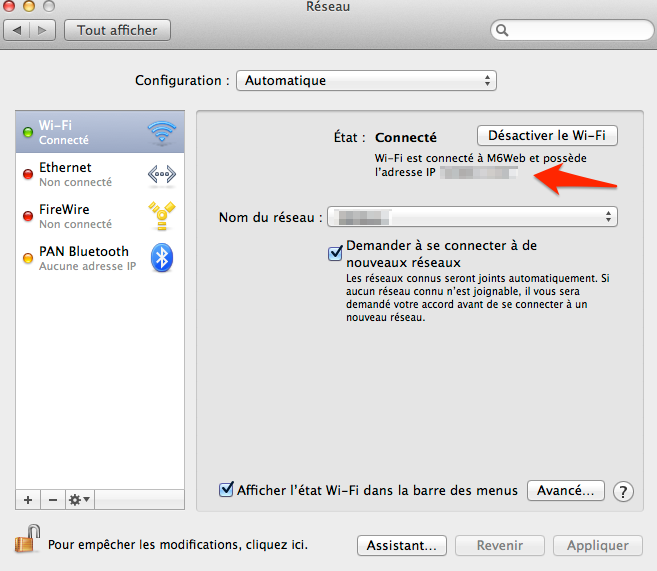 Réseau
Tout afficher
Configuration : Automatique
Wi-Fi
Connecté
Ethernet
Non connecté
FireWire
Non connecté
PAN Bluetooth
Aucune adresse IP
État : Connecté
Désactiver le Wi-Fi
Wi-Fi est connecté à M6Web et possède
l'adresse IP
Nom du réseau :
Demander à se connecter à de
nouveaux réseaux
Les réseaux connus seront joints automatiquement. Si
aucun réseau connu n'est joignable, il vous sera
demandé votre accord avant de se connecter à un
nouveau réseau.
Afficher l'état Wi-Fi dans la barre des menus
Avancé...
?
Pour empêcher les modifications, cliquez ici.
Assistant...
Revenir
Appliquer